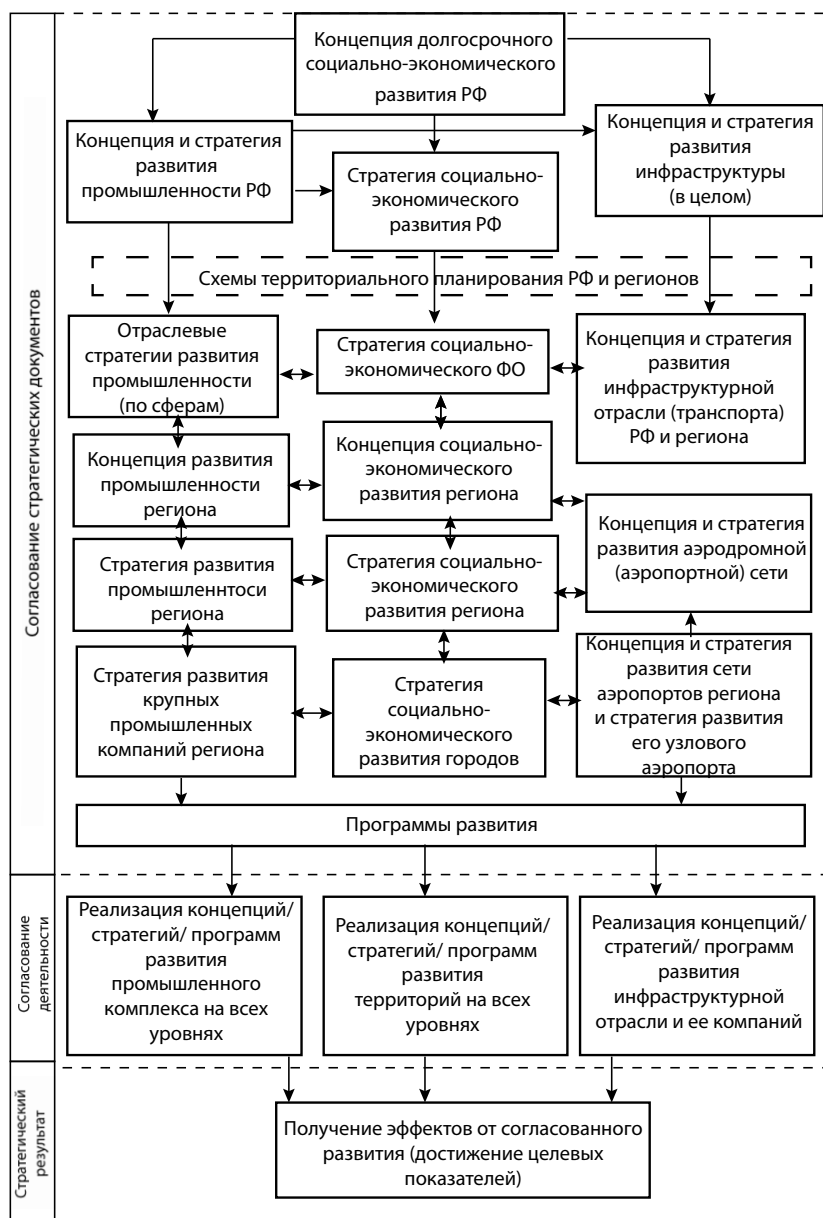 Концепция долгосрочного
социально-экономического
развития РФ
Концепция и стратегия
развития
промышленности РФ
Стратегия социально-
экономического
развития РФ
Концепция и стратегия
развития
инфраструктуры
(в целом)
Схемы территориального планирования РФ и регионов
Отраслевые
стратегии развития
промышленности
(по сферам)
Стратегия социально-
экономического ФО
Концепция и стратегия
развития
инфраструктурной
отрасли (транспорта)
РФ и региона
Концепция развития
промышленности
региона
Концепция социально-
экономического
развития региона
Концепция и стратегия
развития аэродромной
(аэропортной) сети
Стратегия развития
промышленнтоси
региона
Стратегия социально-
экономического
развития региона
Стратегия развития
крупных
промышленных
компаний региона
Стратегия
социально-
экономического
развития городов
Концепция и стратегия
развития сети
аэропортов региона
и стратегия развития
его узлового
аэропорта
Программы развития
Согласование стратегических документов
Реализация концепций/
стратегий/ программ
развития
промышленного
комплекса на всех
уровнях
Реализация концепций/
стратегий/ программ
развития
территорий на всех
уровнях
Реализация концепций/
стратегий/ программ
развития
инфраструктурной
отрасли и ее компаний
Согласование
деятельности
Получение эффектов от согласованного
развития (достижение целевых
показателей)
Стратегический
результат